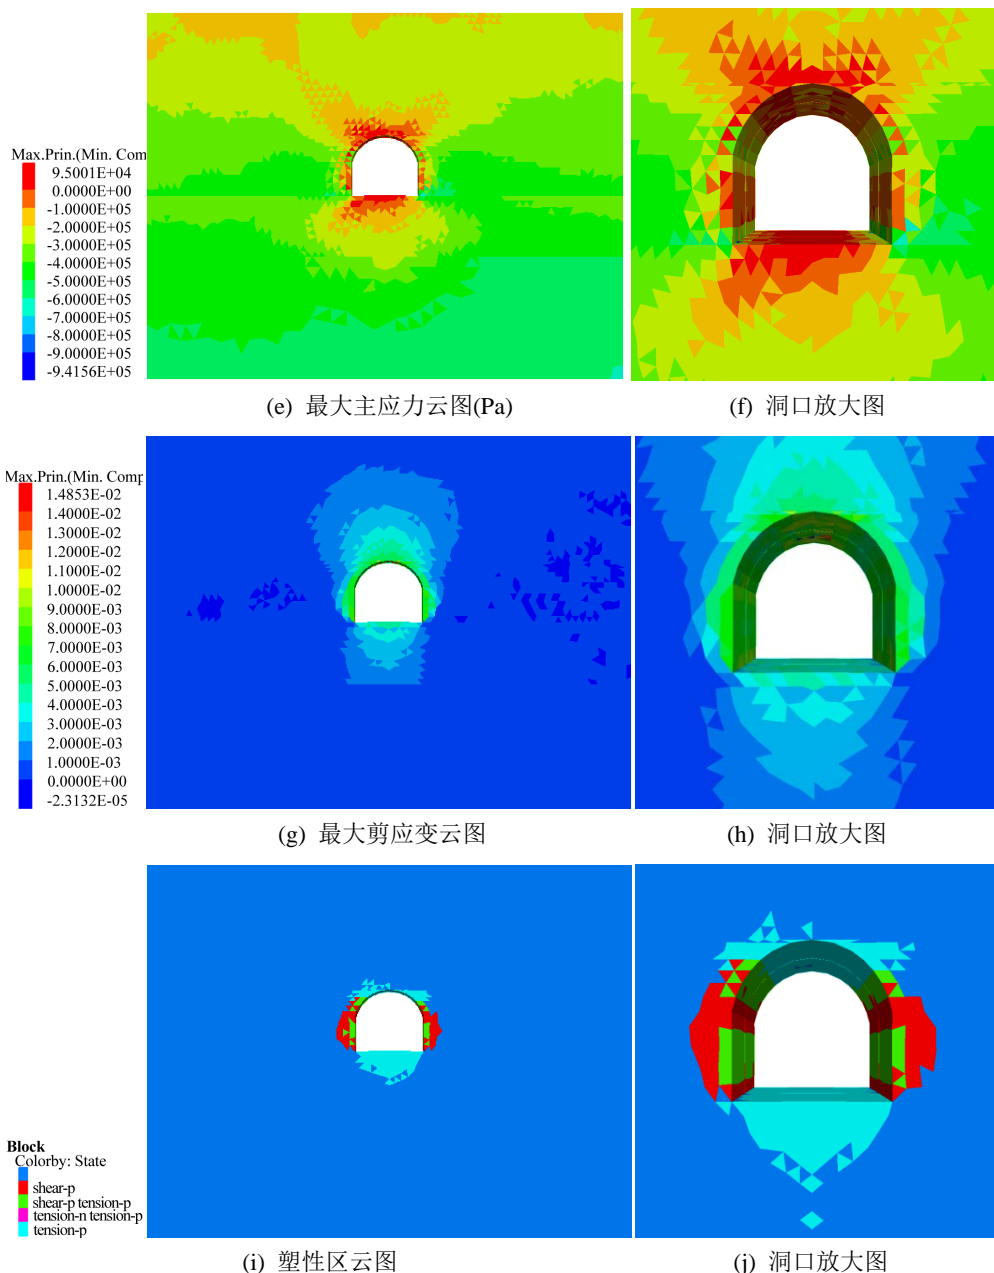 Max.Prin.(Min. Com
9.5001E+04
0.0000E+00
-1.0000E+05
-2.0000E+05
-3.0000E+05
-4.0000E+05
-5.0000E+05
-6.0000E+05
-7.0000E+05
-8.0000E+05
-9.0000E+05
-9.4156E+05
(e) 最大主应力云图(Pa)
(f) 洞口放大图
Max.Prin.(Min. Comp
1.4853E-02
1.4000E-02
1.3000E-02
1.2000E-02
1.1000E-02
1.0000E-02
9.0000E-03
8.0000E-03
7.0000E-03
6.0000E-03
5.0000E-03
4.0000E-03
3.0000E-03
2.0000E-03
1.0000E-03
0.0000E+00
-2.3132E-05
(g) 最大剪应变云图
(h) 洞口放大图
Block
Colorby: State
shear-p
shear-p tension-p
tension-n tension-p
tension-p
(i) 塑性区云图
(j) 洞口放大图